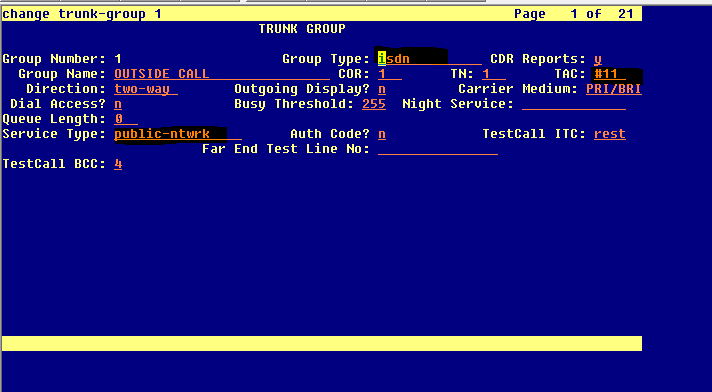 change trunk-group 1 Page 1 of 21
TRUNK GROUP
Group Number: 1 Group Type: isdn CDR Reports: y
Group Name: OUTSIDE CALL COR: 1 TN: 1 TAC: #11
Direction: two-way Outgoing Display? n Carrier Medium: PRI/BRI
Dial Access? n Busy Threshold: 255 Night Service:
Queue Length: 0
Service Type: public-ntwrk Auth Code? n TestCall ITC: rest
Far End Test Line No:
TestCall BCC: 4